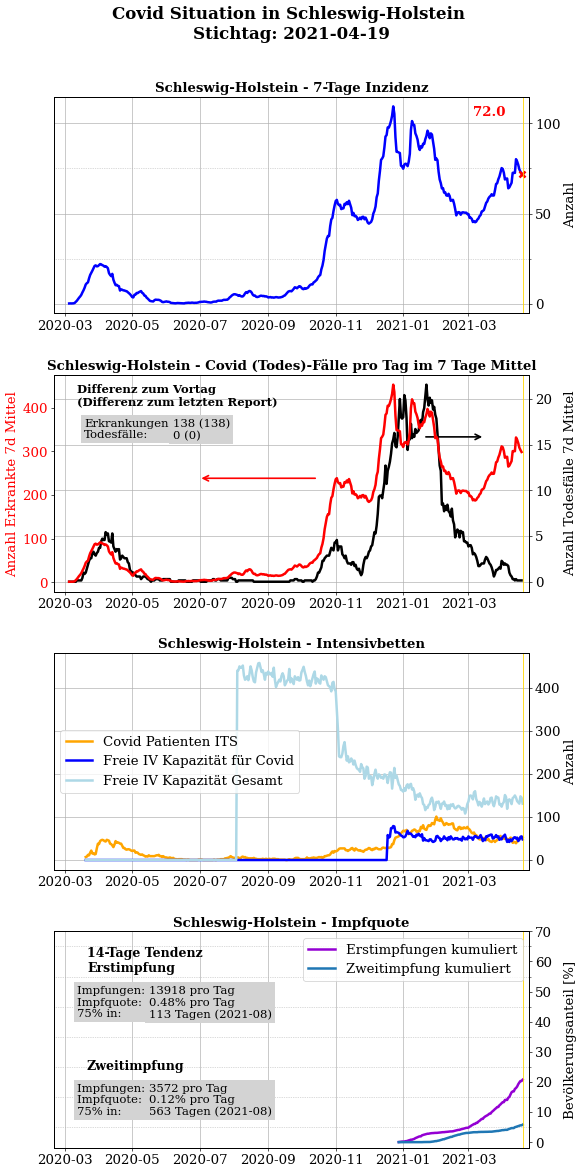 Covid Situation in Schleswig-Holstein
Stichtag: 2021-04-19
Schleswig-Holstein - 7-Tage Inzidenz
72.0
100
50
0
Anzahl
2020-03 2020-05 2020-07 2020-09 2020-11 2021-01 2021-03
Schleswig-Holstein - Covid (Todes)-Fälle pro Tag im 7 Tage Mittel
Differenz zum Vortag
(Differenz zum letzten Report)
Erkrankungen 138 (138)
Todesfälle: 0 (0)
Anzahl Erkrankte 7d Mittel
400
300
200
100
0
20
15
10
5
0
Anzahl Todesfälle 7d Mittel
2020-03 2020-05 2020-07 2020-09 2020-11 2021-01 2021-03
Schleswig-Holstein - Intensivbetten
Covid Patienten ITS
Freie IV Kapazität für Covid
Freie IV Kapazität Gesamt
400
300
200
100
0
Anzahl
2020-03 2020-05 2020-07 2020-09 2020-11 2021-01 2021-03
Schleswig-Holstein - Impfquote
14-Tage Tendenz
Erstimpfung
Impfungen: 13918 pro Tag
Impfquote: 0.48% pro Tag
75% in: 113 Tagen (2021-08)
Zweitimpfung
Impfungen: 3572 pro Tag
Impfquote: 0.12% pro Tag
75% in: 563 Tagen (2021-08)
Erstimpfungen kumuliert
Zweitimpfung kumuliert
70
60
50
40
30
20
10
0
Bevölkerungsanteil [%]
2020-03 2020-05 2020-07 2020-09 2020-11 2021-01 2021-03